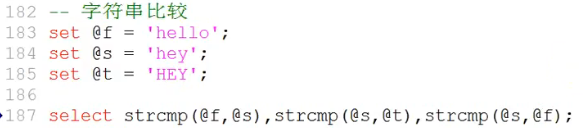 182 -- 字符串比较
183 set @f = 'hello';
184 set @s = 'hey';
185 set @t = 'HEY';
186
187 select strcmp(@f,@s),strcmp(@s,@t),strcmp(@s,@f);